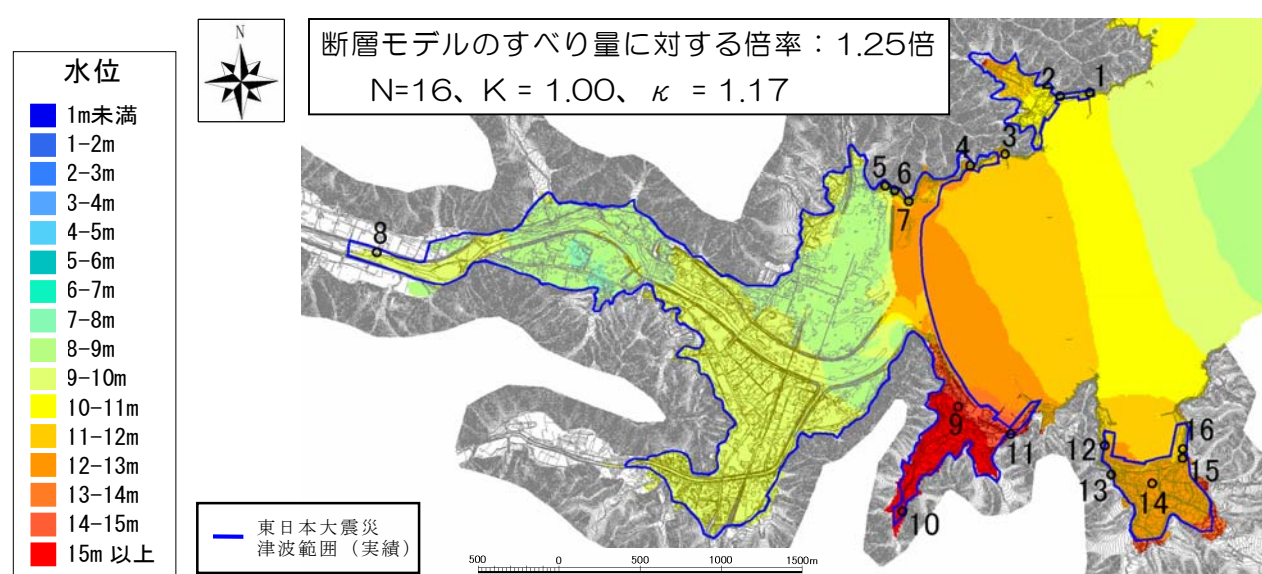 水位
1m未満
1-2m
2-3m
3-4m
4-5m
5-6m
6-7m
7-8m
8-9m
9-10m
10-11m
11-12m
12-13m
13-14m
14-15m
15m 以上
N
断層モデルのすべり量に対する倍率：1.25倍
N=16、K = 1.00、κ = 1.17
1
2
3
4
5
6
7
8
9
10
11
12
13
14
15
16
東日本大震災
津波範囲（実績）
500 0 500 1000 1500m